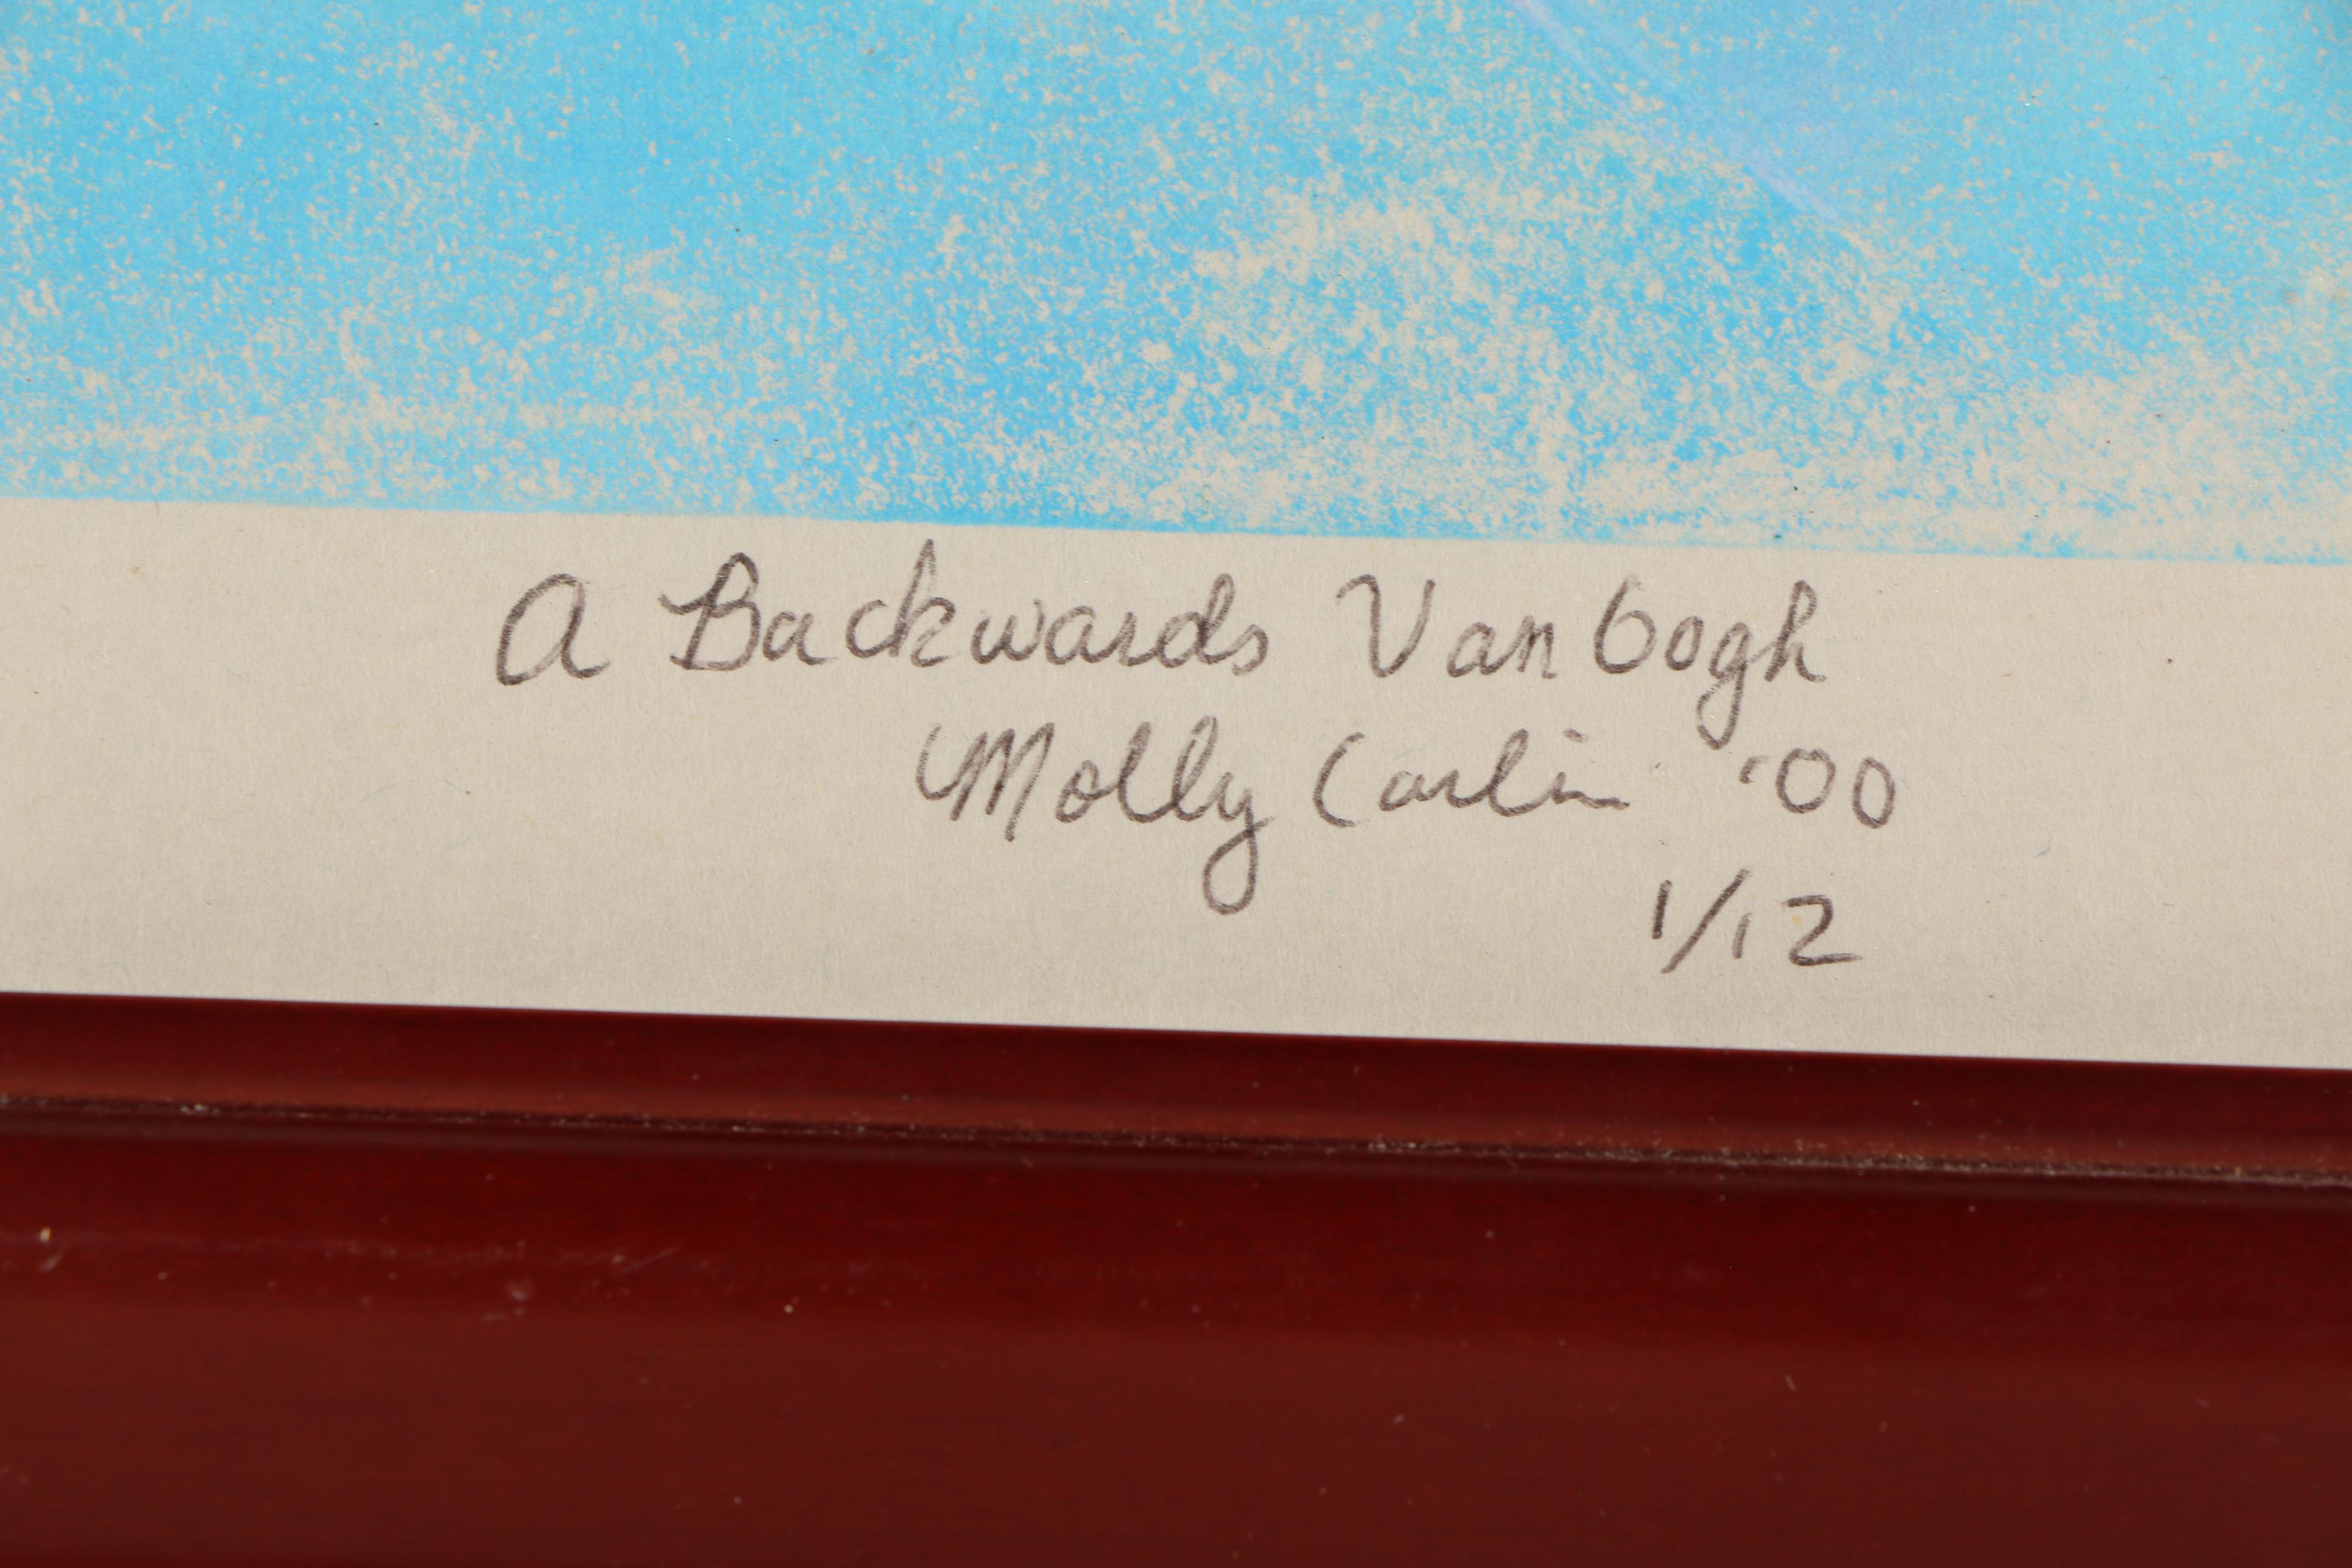 A Backwards Van Gogh
Molly Carlin '00
1/12